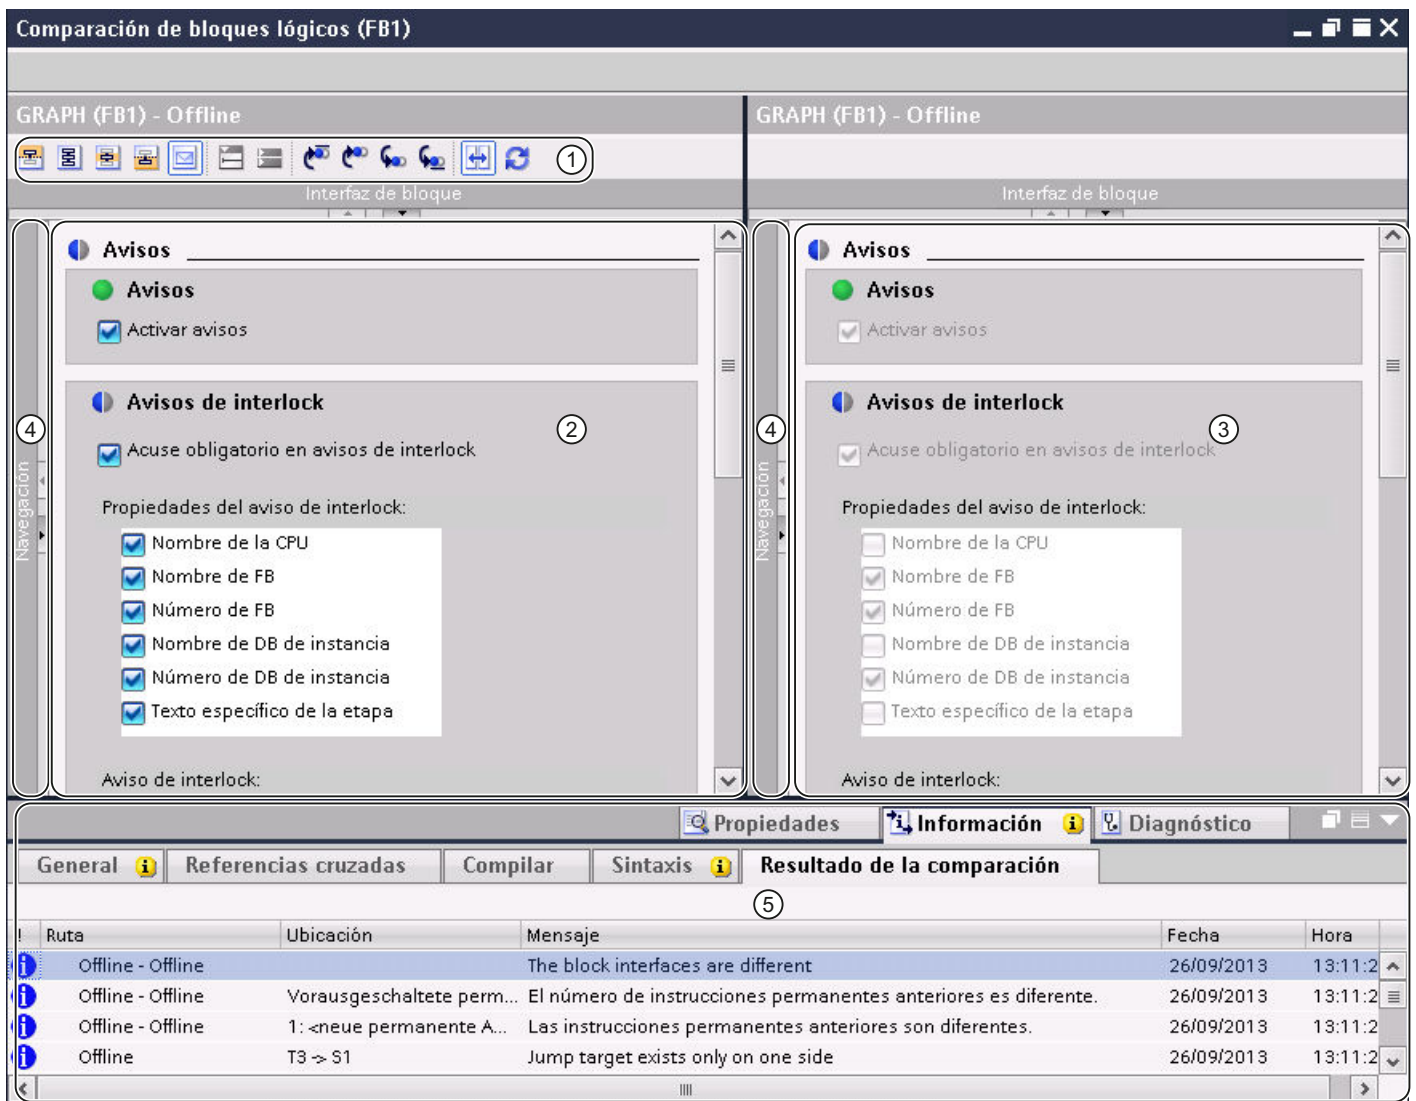 Comparación de bloques lógicos (FB1)
GRAPH (FB1) - Offline
GRAPH (FB1) - Offline
1
Interfaz de bloque
Interfaz de bloque
Avisos
Avisos
Activar avisos
Avisos de interlock
2
4
Acuse obligatorio en avisos de interlock
Navegación
Propiedades del aviso de interlock:
Nombre de la CPU
Nombre de FB
Número de FB
Nombre de DB de instancia
Número de DB de instancia
Texto específico de la etapa
Aviso de interlock:
Avisos
Avisos
Activar avisos
Avisos de interlock
4
3
Acuse obligatorio en avisos de interlock
Navegación
Propiedades del aviso de interlock:
Nombre de la CPU
Nombre de FB
Número de FB
Nombre de DB de instancia
Número de DB de instancia
Texto específico de la etapa
Aviso de interlock:
Propiedades Información Diagnóstico
General Referencias cruzadas Compilar Sintaxis Resultado de la comparación
5
! Ruta Ubicación Mensaje Fecha Hora
Offline - Offline The block interfaces are different 26/09/2013 13:11:2
Offline - Offline Vorausgeschaltete perm... El número de instrucciones permanentes anteriores es diferente. 26/09/2013 13:11:2
Offline - Offline 1: <neue permanente A... Las instrucciones permanentes anteriores son diferentes. 26/09/2013 13:11:2
Offline T3 -> S1 Jump target exists only on one side 26/09/2013 13:11:2